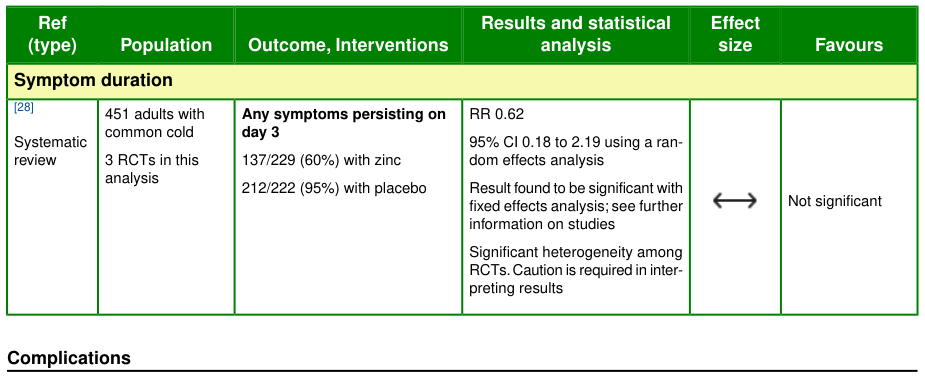 Ref (type)
Population
Outcome, Interventions
Results and statistical analysis
Effect size
Favours
Symptom duration
[28]
Systematic
review
451 adults with
common cold
3 RCTs in this
analysis
Any symptoms persisting on
day 3
137/229 (60%) with zinc
212/222 (95%) with placebo
RR 0.62
95% CI 0.18 to 2.19 using a ran-
dom effects analysis
Result found to be significant with
fixed effects analysis; see further
information on studies
Significant heterogeneity among
RCTs. Caution is required in inter-
preting results
Not significant
Complications